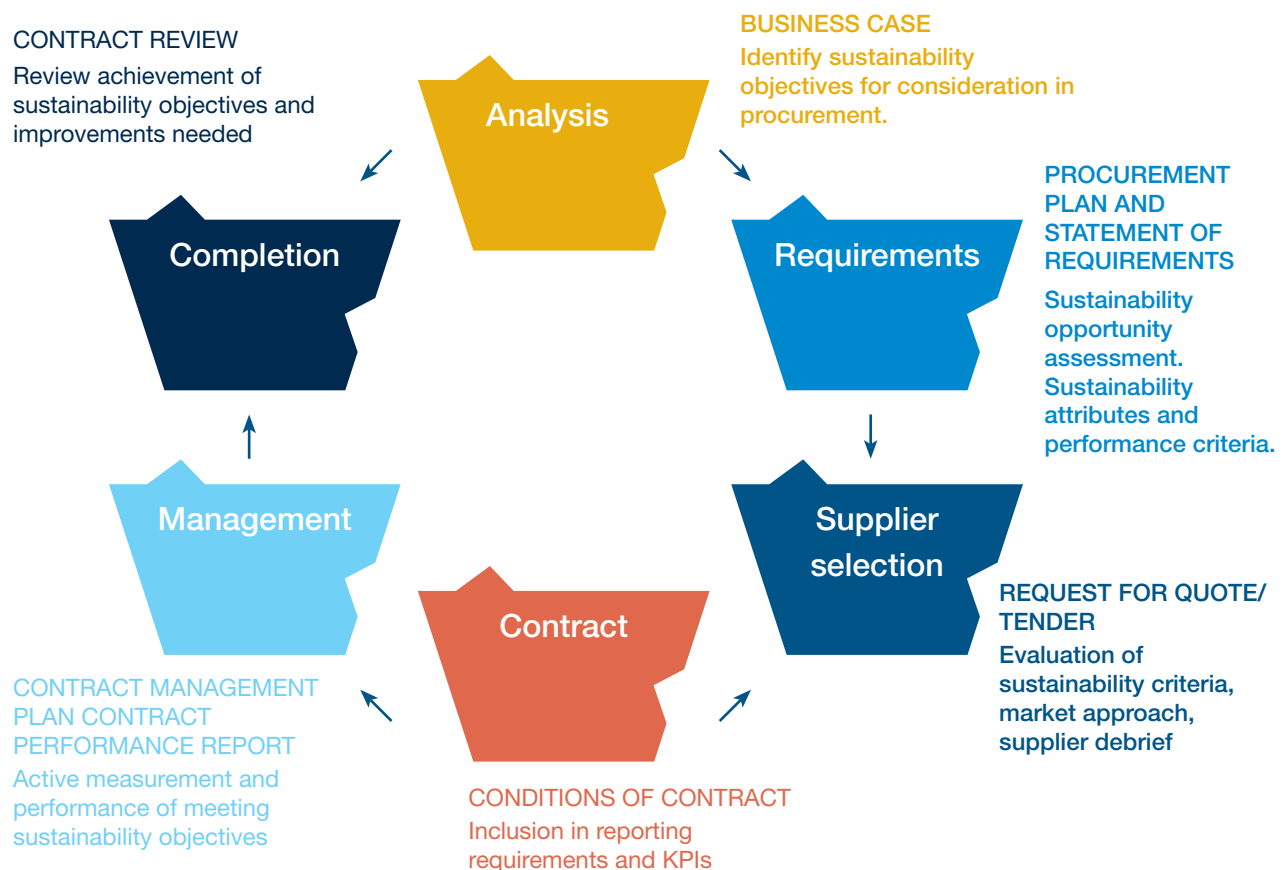 CONTRACT REVIEW
Review achievement of
sustainability objectives and
improvements needed
Analysis
BUSINESS CASE
Identify sustainability
objectives for consideration in
procurement.
Completion
Requirements
PROCUREMENT
PLAN AND
STATEMENT OF
REQUIREMENTS
Sustainability
opportunity
assessment.
Sustainability
attributes and
performance criteria.
Management
Supplier
selection
REQUEST FOR QUOTE/
TENDER
Evaluation of
sustainability criteria,
market approach,
supplier debrief
Contract
CONTRACT MANAGEMENT
PLAN CONTRACT
PERFORMANCE REPORT
Active measurement and
performance of meeting
sustainability objectives
CONDITIONS OF CONTRACT
Inclusion in reporting
requirements and KPIs